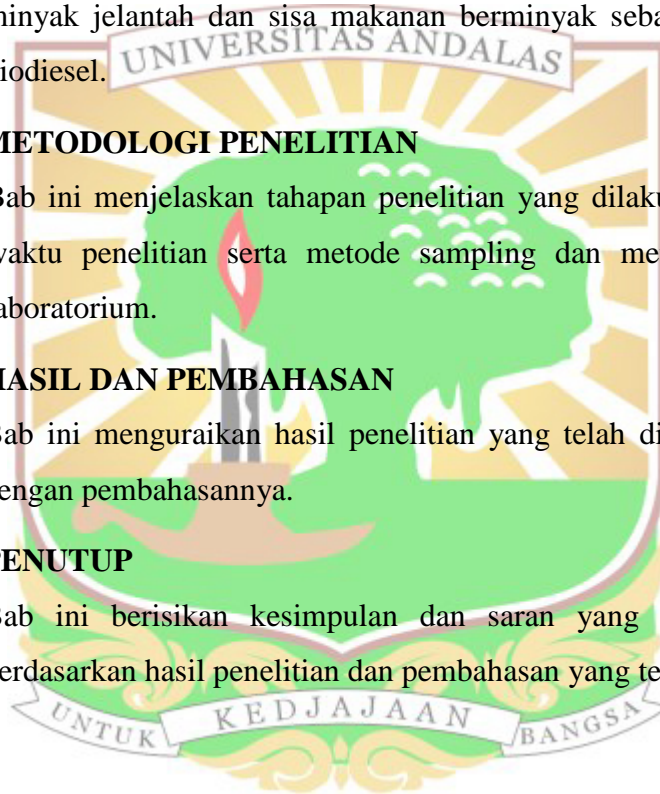 minyak jelantah dan sisa makanan berminyak seba
UNIVERSITAS ANDALAS
iodiesel.
METODOLOGI PENELITIAN
Bab ini menjelaskan tahapan penelitian yang dilaku
waktu penelitian serta metode sampling dan me
laboratorium.
HASIL DAN PEMBAHASAN
Bab ini menguraikan hasil penelitian yang telah di
dengan pembahasannya.
PENUTUP
Bab ini berisikan kesimpulan dan saran yang
berdasarkan hasil penelitian dan pembahasan yang te
UNTUK KEDJAJAAN BANGSA